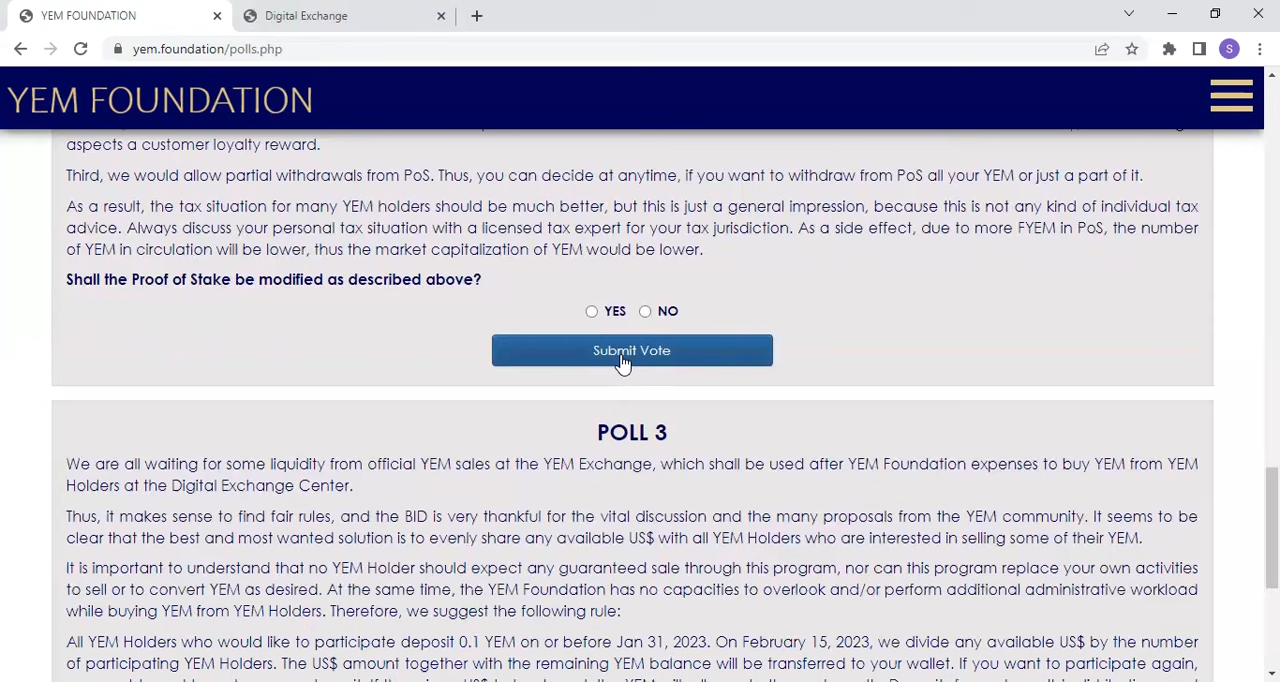 YEM FOUNDATION
Digital Exchange
yem.foundation/polls.php
S
YEM FOUNDATION
aspects a customer loyalty reward.
Third, we would allow partial withdrawals from PoS. Thus, you can decide at anytime, if you want to withdraw from PoS all your YEM or just a part of it.
As a result, the tax situation for many YEM holders should be much better, but this is just a general impression, because this is not any kind of individual tax
advice. Always discuss your personal tax situation with a licensed tax expert for your tax jurisdiction. As a side effect, due to more FYEM in PoS, the number
of YEM in circulation will be lower, thus the market capitalization of YEM would be lower.
Shall the Proof of Stake be modified as described above?
YES NO
Submit Vote
POLL 3
We are all waiting for some liquidity from official YEM sales at the YEM Exchange, which shall be used after YEM Foundation expenses to buy YEM from YEM
Holders at the Digital Exchange Center.
Thus, it makes sense to find fair rules, and the BID is very thankful for the vital discussion and the many proposals from the YEM community. It seems to be
clear that the best and most wanted solution is to evenly share any available US$ with all YEM Holders who are interested in selling some of their YEM.
It is important to understand that no YEM Holder should expect any guaranteed sale through this program, nor can this program replace your own activities
to sell or to convert YEM as desired. At the same time, the YEM Foundation has no capacities to overlook and/or perform additional administrative workload
while buying YEM from YEM Holders. Therefore, we suggest the following rule:
All YEM Holders who would like to participate deposit 0.1 YEM on or before Jan 31, 2023. On February 15, 2023, we divide any available US$ by the number
of participating YEM Holders. The US$ amount together with the remaining YEM balance will be transferred to your wallet. If you want to participate again,